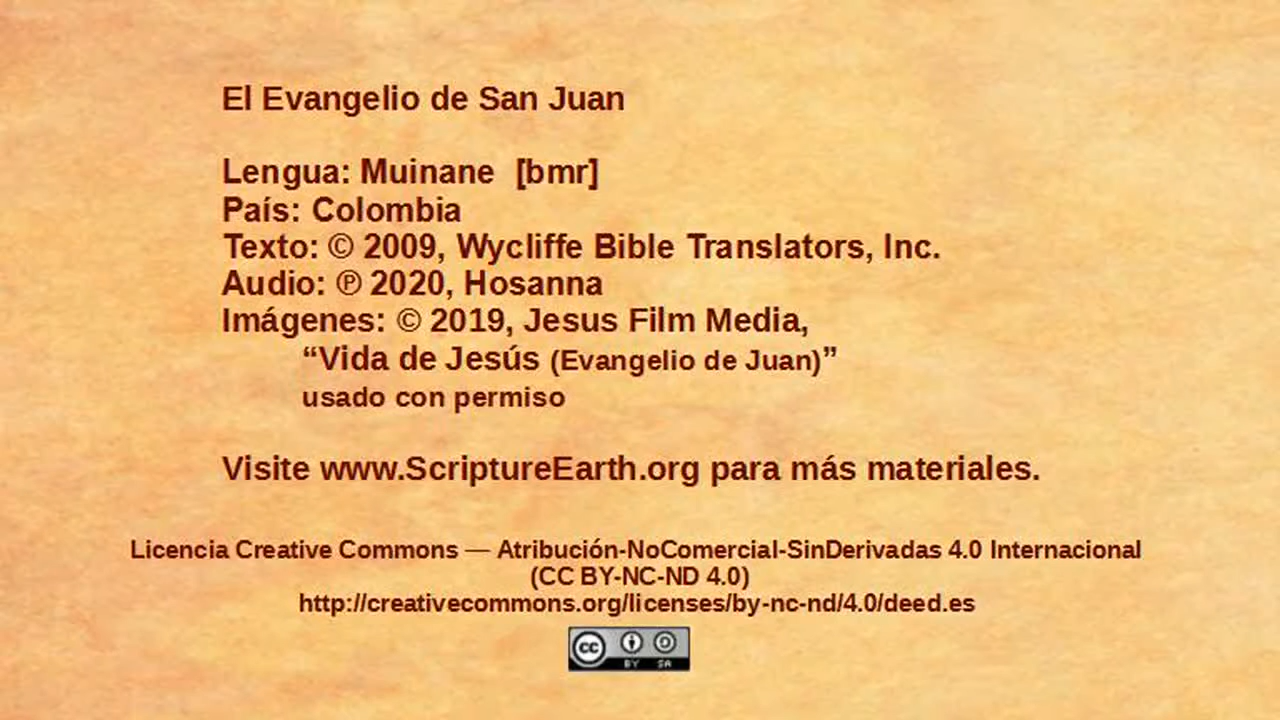 El Evangelio de San Juan
Lengua: Muinane [bmr]
País: Colombia
Texto: © 2009, Wycliffe Bible Translators, Inc.
Audio: ℗ 2020, Hosanna
Imágenes: © 2019, Jesus Film Media,
“Vida de Jesús (Evangelio de Juan)”
usado con permiso
Visite www.ScriptureEarth.org para más materiales.
Licencia Creative Commons — Atribución-NoComercial-SinDerivadas 4.0 Internacional
(CC BY-NC-ND 4.0)
http://creativecommons.org/licenses/by-nc-nd/4.0/deed.es
cc
BY SA